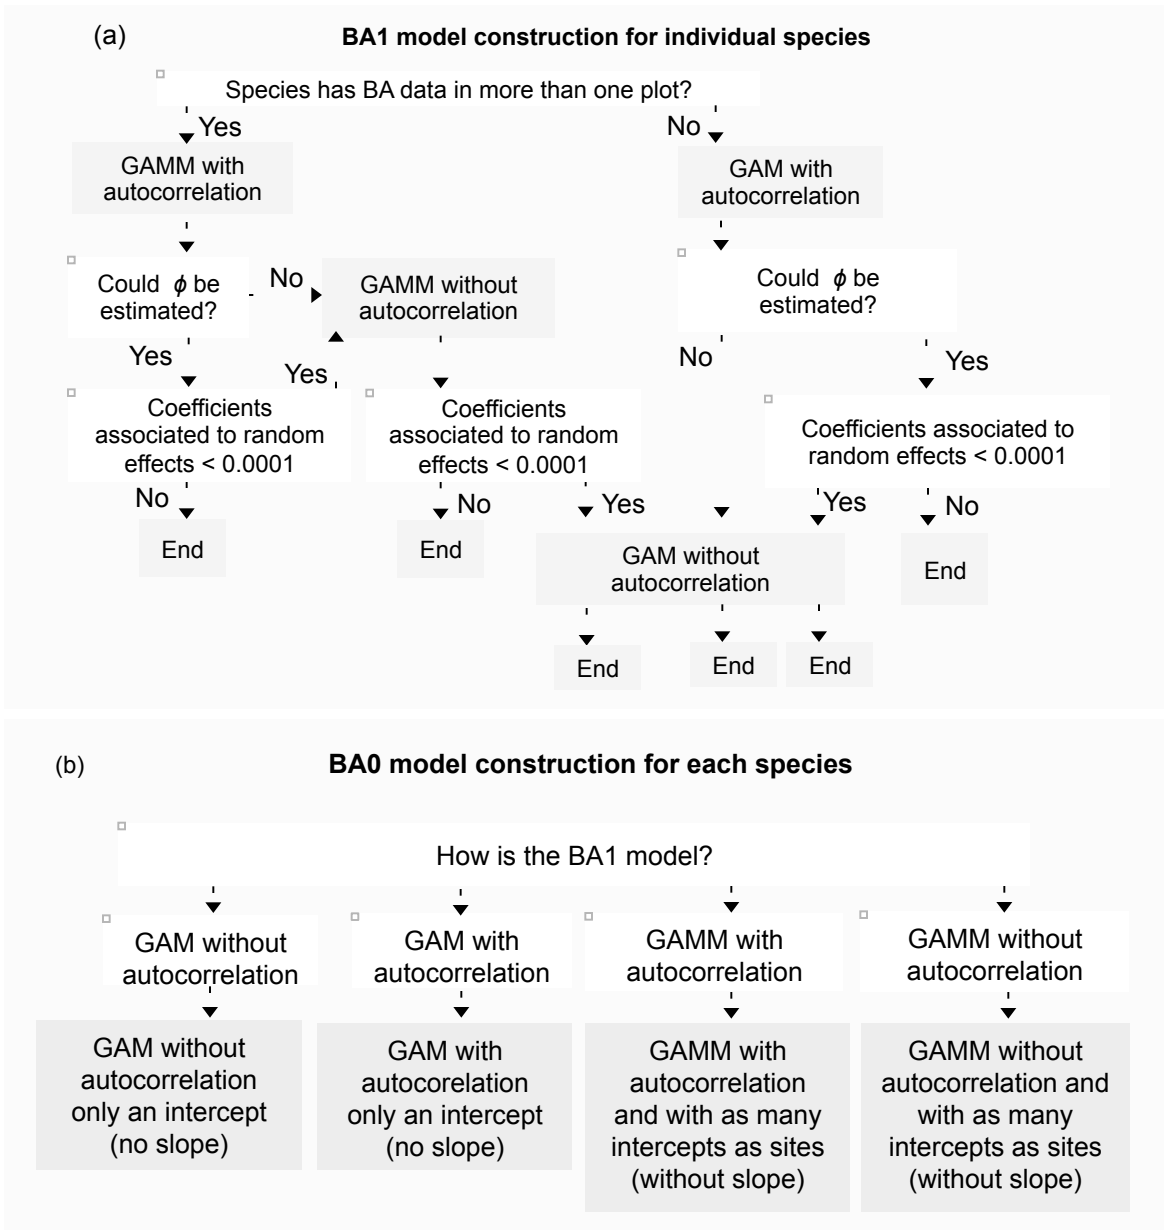 (a)
BA1 model construction for individual species
Species has BA data in more than one plot?
Yes
No
GAMM with
autocorrelation
GAM with
autocorrelation
Could ϕ be
estimated?
No
GAMM without
autocorrelation
Could ϕ be
estimated?
Yes
Yes
No
Yes
Coefficients
associated to random
effects < 0.0001
Coefficients
associated to random
effects < 0.0001
Coefficients associated to
random effects < 0.0001
No
No
Yes
Yes
No
End
End
GAM without
autocorrelation
End
End
End
End
(b)
BA0 model construction for each species
How is the BA1 model?
GAM without
autocorrelation
GAM with
autocorrelation
GAMM with
autocorrelation
GAMM without
autocorrelation
GAM without
autocorrelation
only an intercept
(no slope)
GAM with
autocorelation
only an intercept
(no slope)
GAMM with
autocorrelation
and with as many
intercepts as sites
(without slope)
GAMM without
autocorrelation and
with as many
intercepts as sites
(without slope)